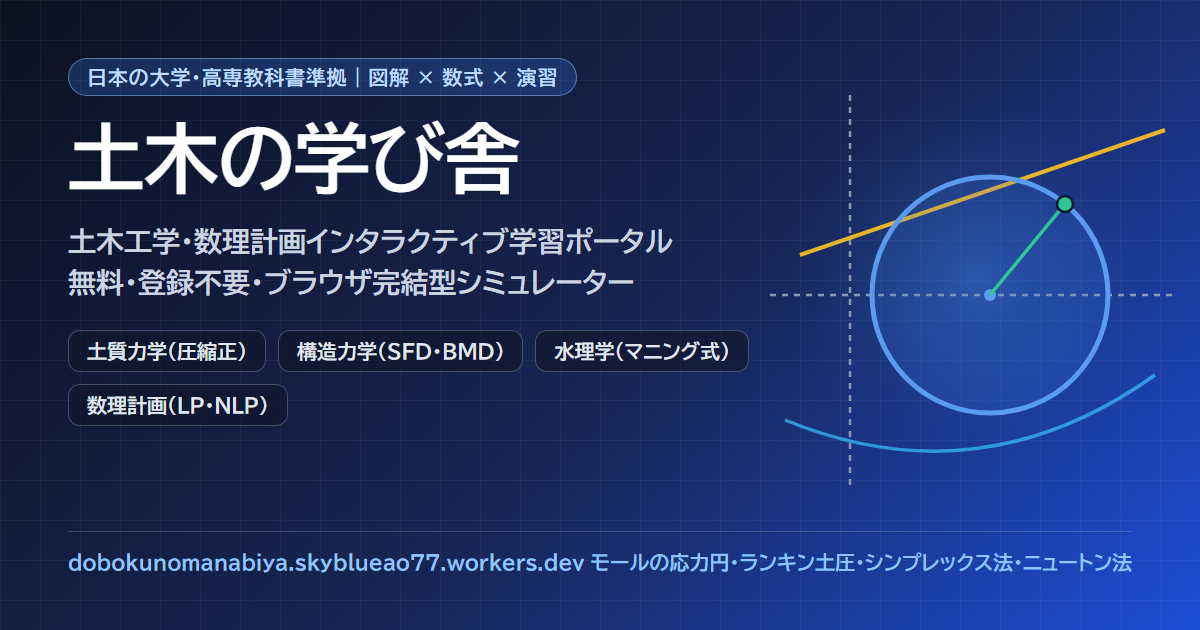 日本の大学・高専教科書準拠｜図解 × 数式 × 演習
土木の学び舎
土木工学・数理計画インタラクティブ学習ポータル
無料・登録不要・ブラウザ完結型シミュレーター
土質力学（圧縮正）
構造力学（SFD・BMD）
水理学（マニング式）
数理計画（LP・NLP）
dobokunomanabiya.skyblueao77.workers.dev モールの応力円・ランキン土圧・シンプレックス法・ニュートン法